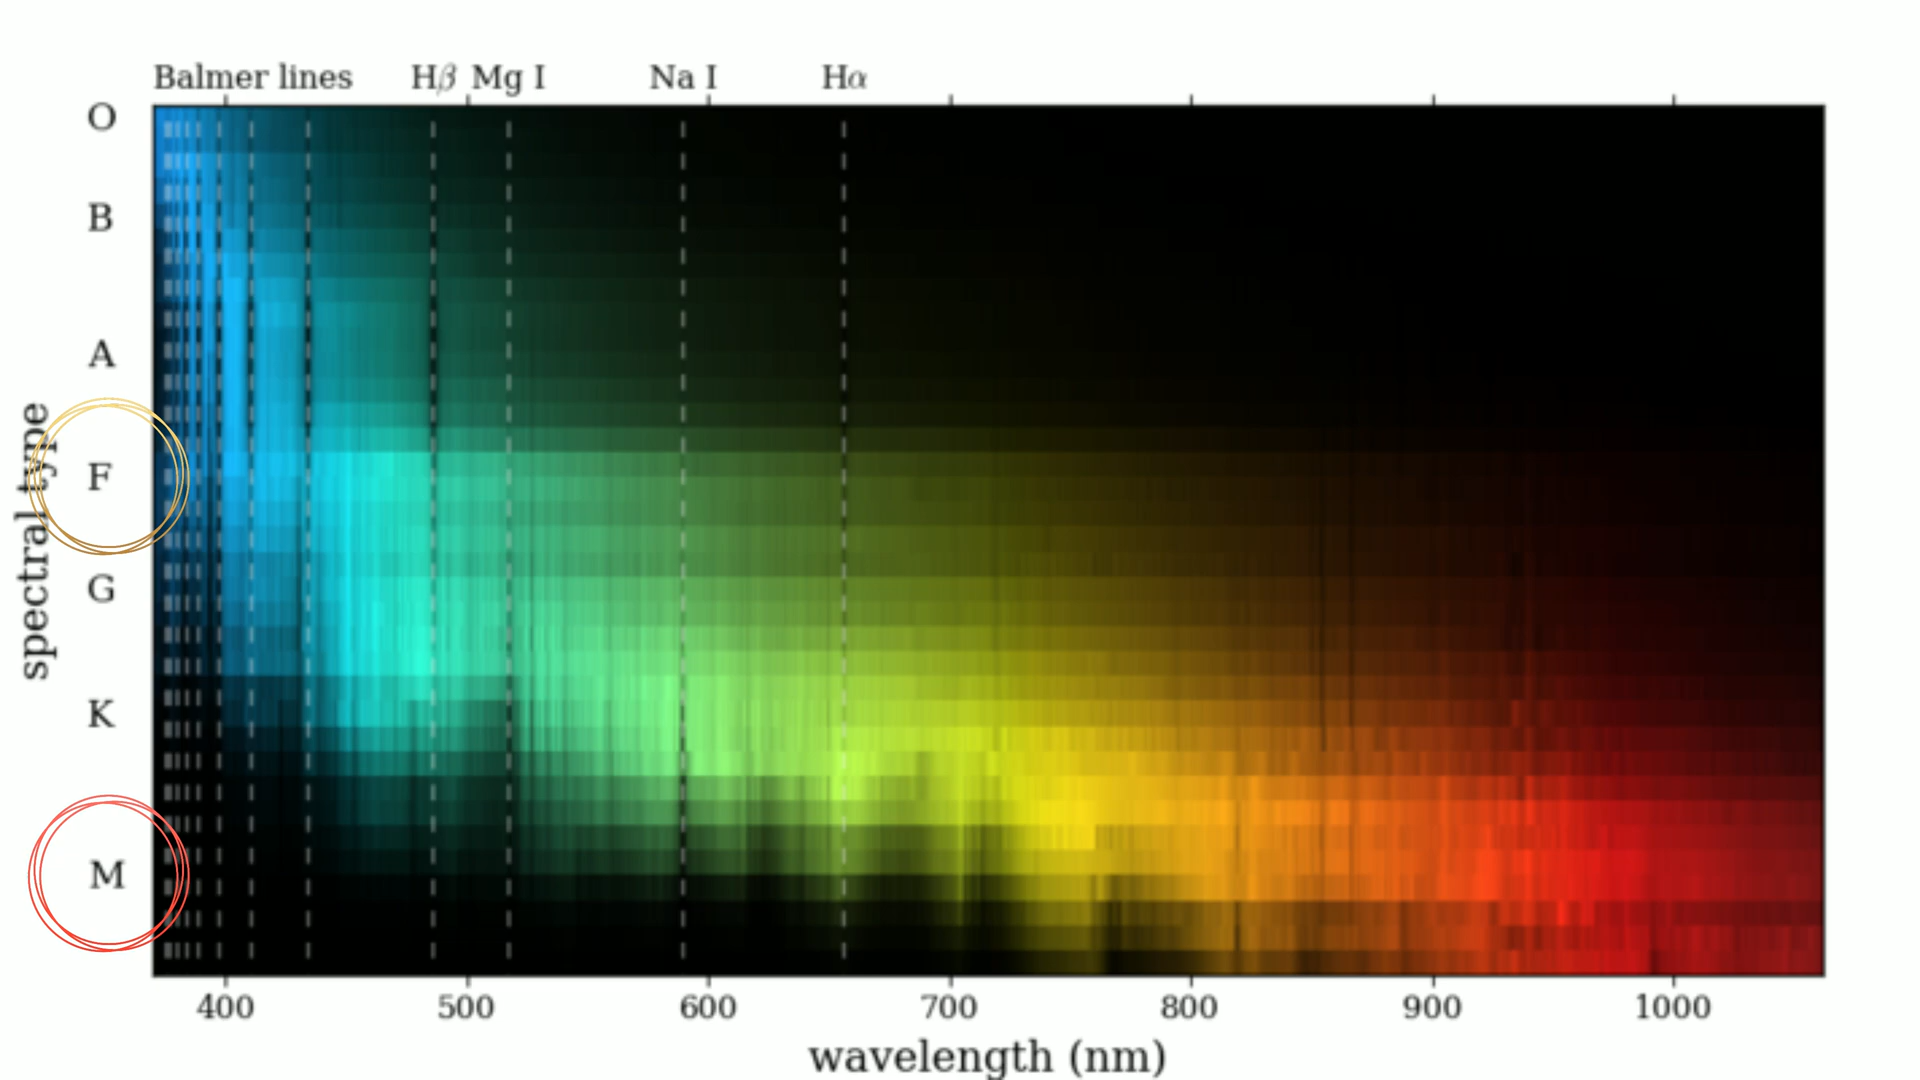 Balmer lines Hβ Mg I Na I Hα
O
B
A
F
G
K
M
spectral type
400 500 600 700 800 900 1000
wavelength (nm)